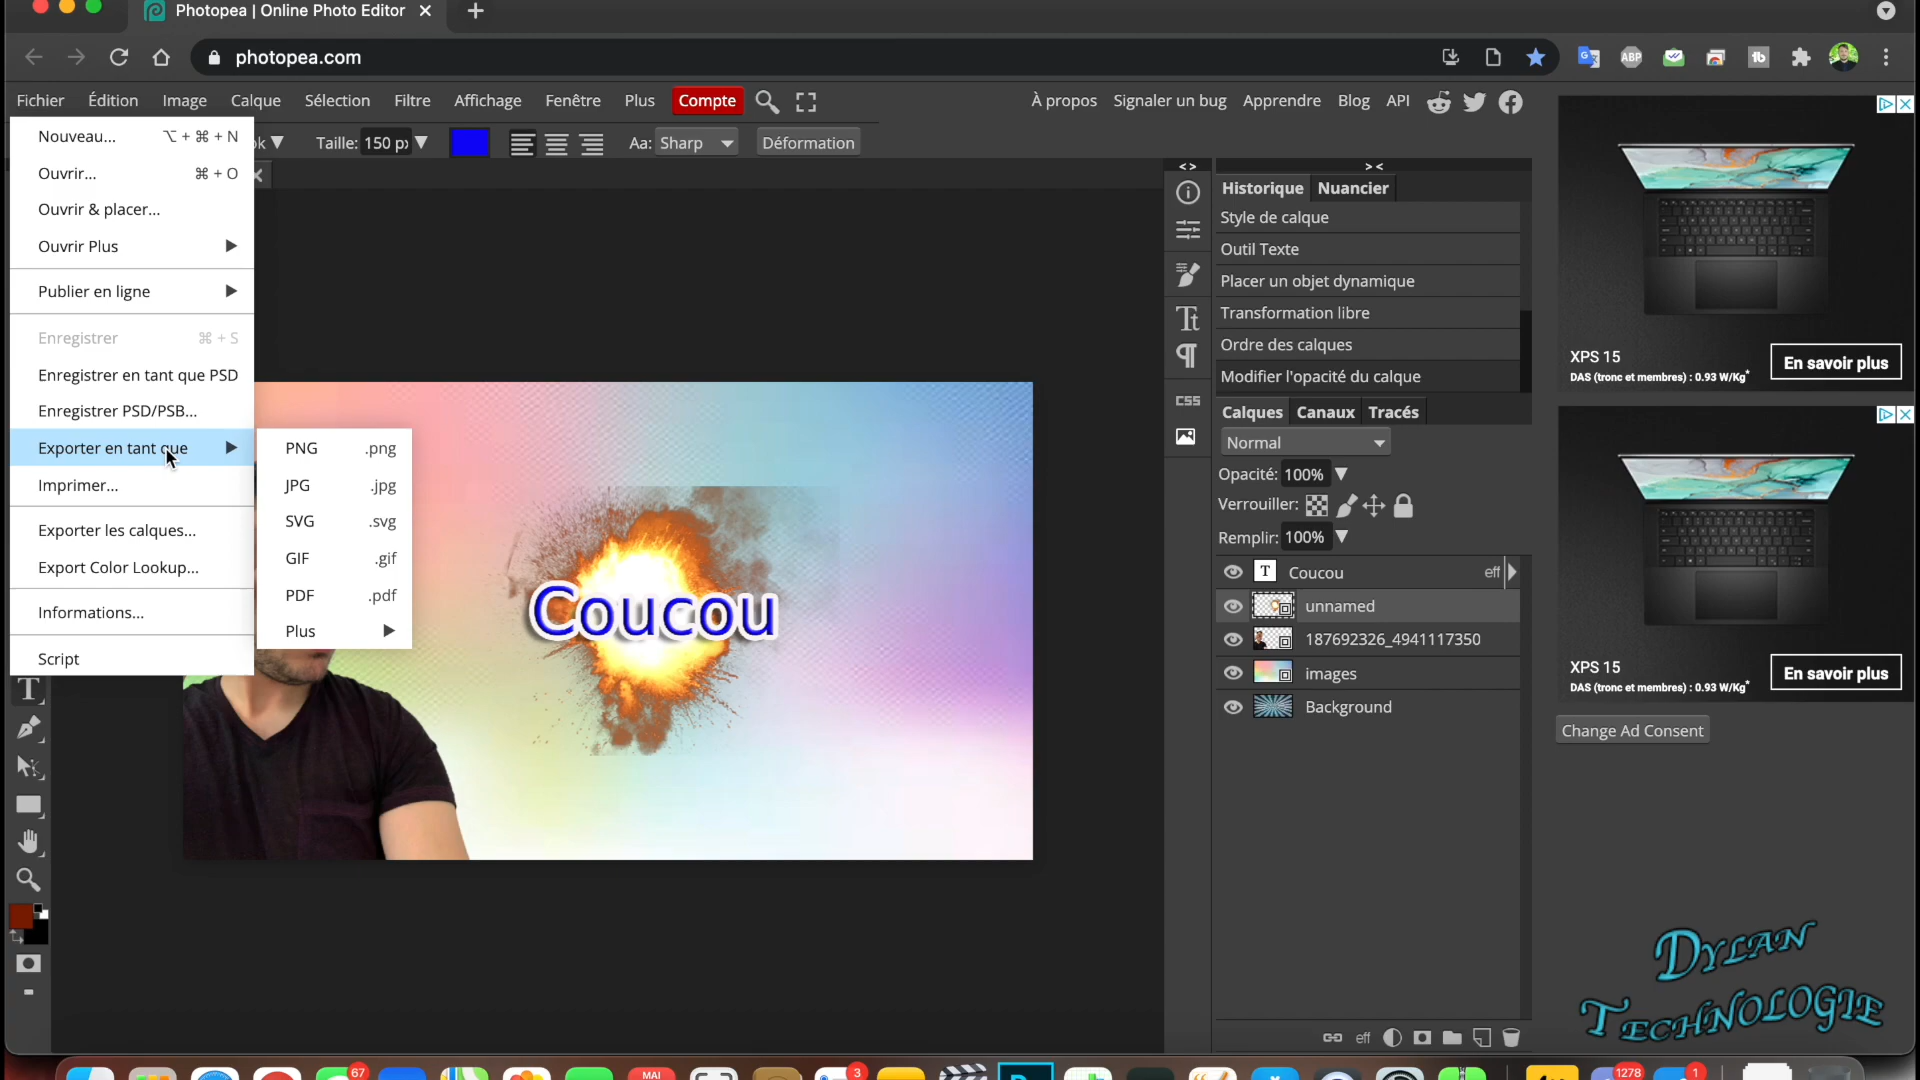 Photopea | Online Photo Editor
photopea.com
Fichier Édition Image Calque Sélection Filtre Affichage Fenêtre Plus Compte À propos Signaler un bug Apprendre Blog API
Taille: 150 p Aa: Sharp Déformation
Nouveau... ⌥ + ⌘ + N
Ouvrir... ⌘ + O
Ouvrir & placer...
Ouvrir Plus
Publier en ligne
Enregistrer ⌘ + S
Enregistrer en tant que PSD
Enregistrer PSD/PSB...
Exporter en tant que
Imprimer...
Exporter les calques...
Export Color Lookup...
Informations...
Script
PNG .png
JPG .jpg
SVG .svg
GIF .gif
PDF .pdf
Plus
Coucou
CSS
Historique Nuancier
Style de calque
Outil Texte
Placer un objet dynamique
Transformation libre
Ordre des calques
Modifier l'opacité du calque
Calques Canaux Tracés
Normal
Opacité: 100%
Verrouiller:
Remplir: 100%
T Coucou eff
unnamed
187692326_4941117350
images
Background
eff
XPS 15
DAS (tronc et membres) : 0.93 W/Kg*
En savoir plus
XPS 15
DAS (tronc et membres) : 0.93 W/Kg*
En savoir plus
Change Ad Consent
DYLAN
TECHNOLOGIE
67
MAI
3
1278
1
ABP